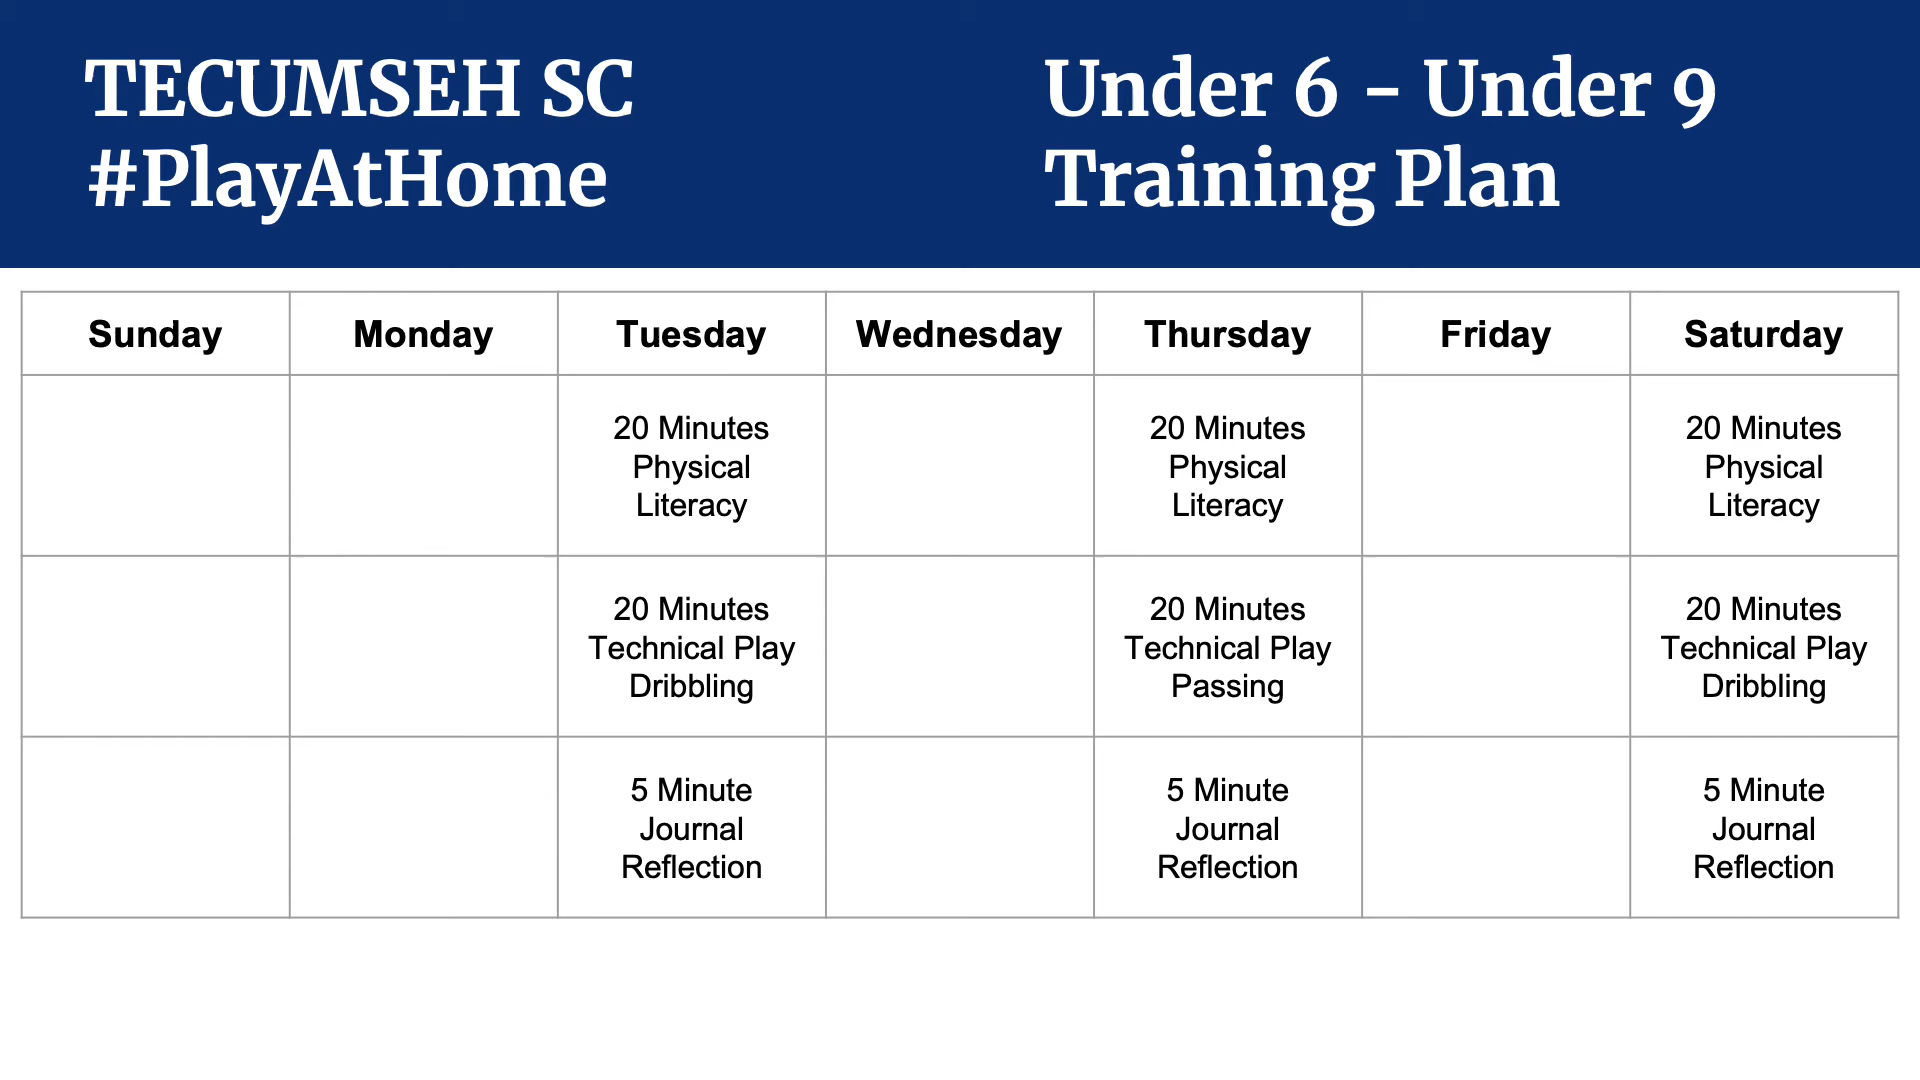 TECUMSEH SC
#PlayAtHome
Under 6 - Under 9
Training Plan
Sunday Monday Tuesday Wednesday Thursday Friday Saturday
20 Minutes
Physical
Literacy
20 Minutes
Physical
Literacy
20 Minutes
Physical
Literacy
20 Minutes
Technical Play
Dribbling
20 Minutes
Technical Play
Passing
20 Minutes
Technical Play
Dribbling
5 Minute
Journal
Reflection
5 Minute
Journal
Reflection
5 Minute
Journal
Reflection